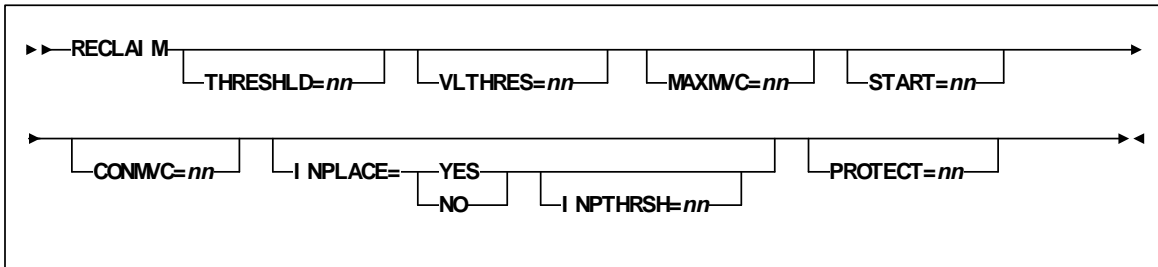 RECLAIM
THRESHLD=nn
VLTHRES=nn
MAXMVC=nn
START=nn
CONMVC=nn
INPLACE=
YES
NO
INPTHRSH=nn
PROTECT=nn